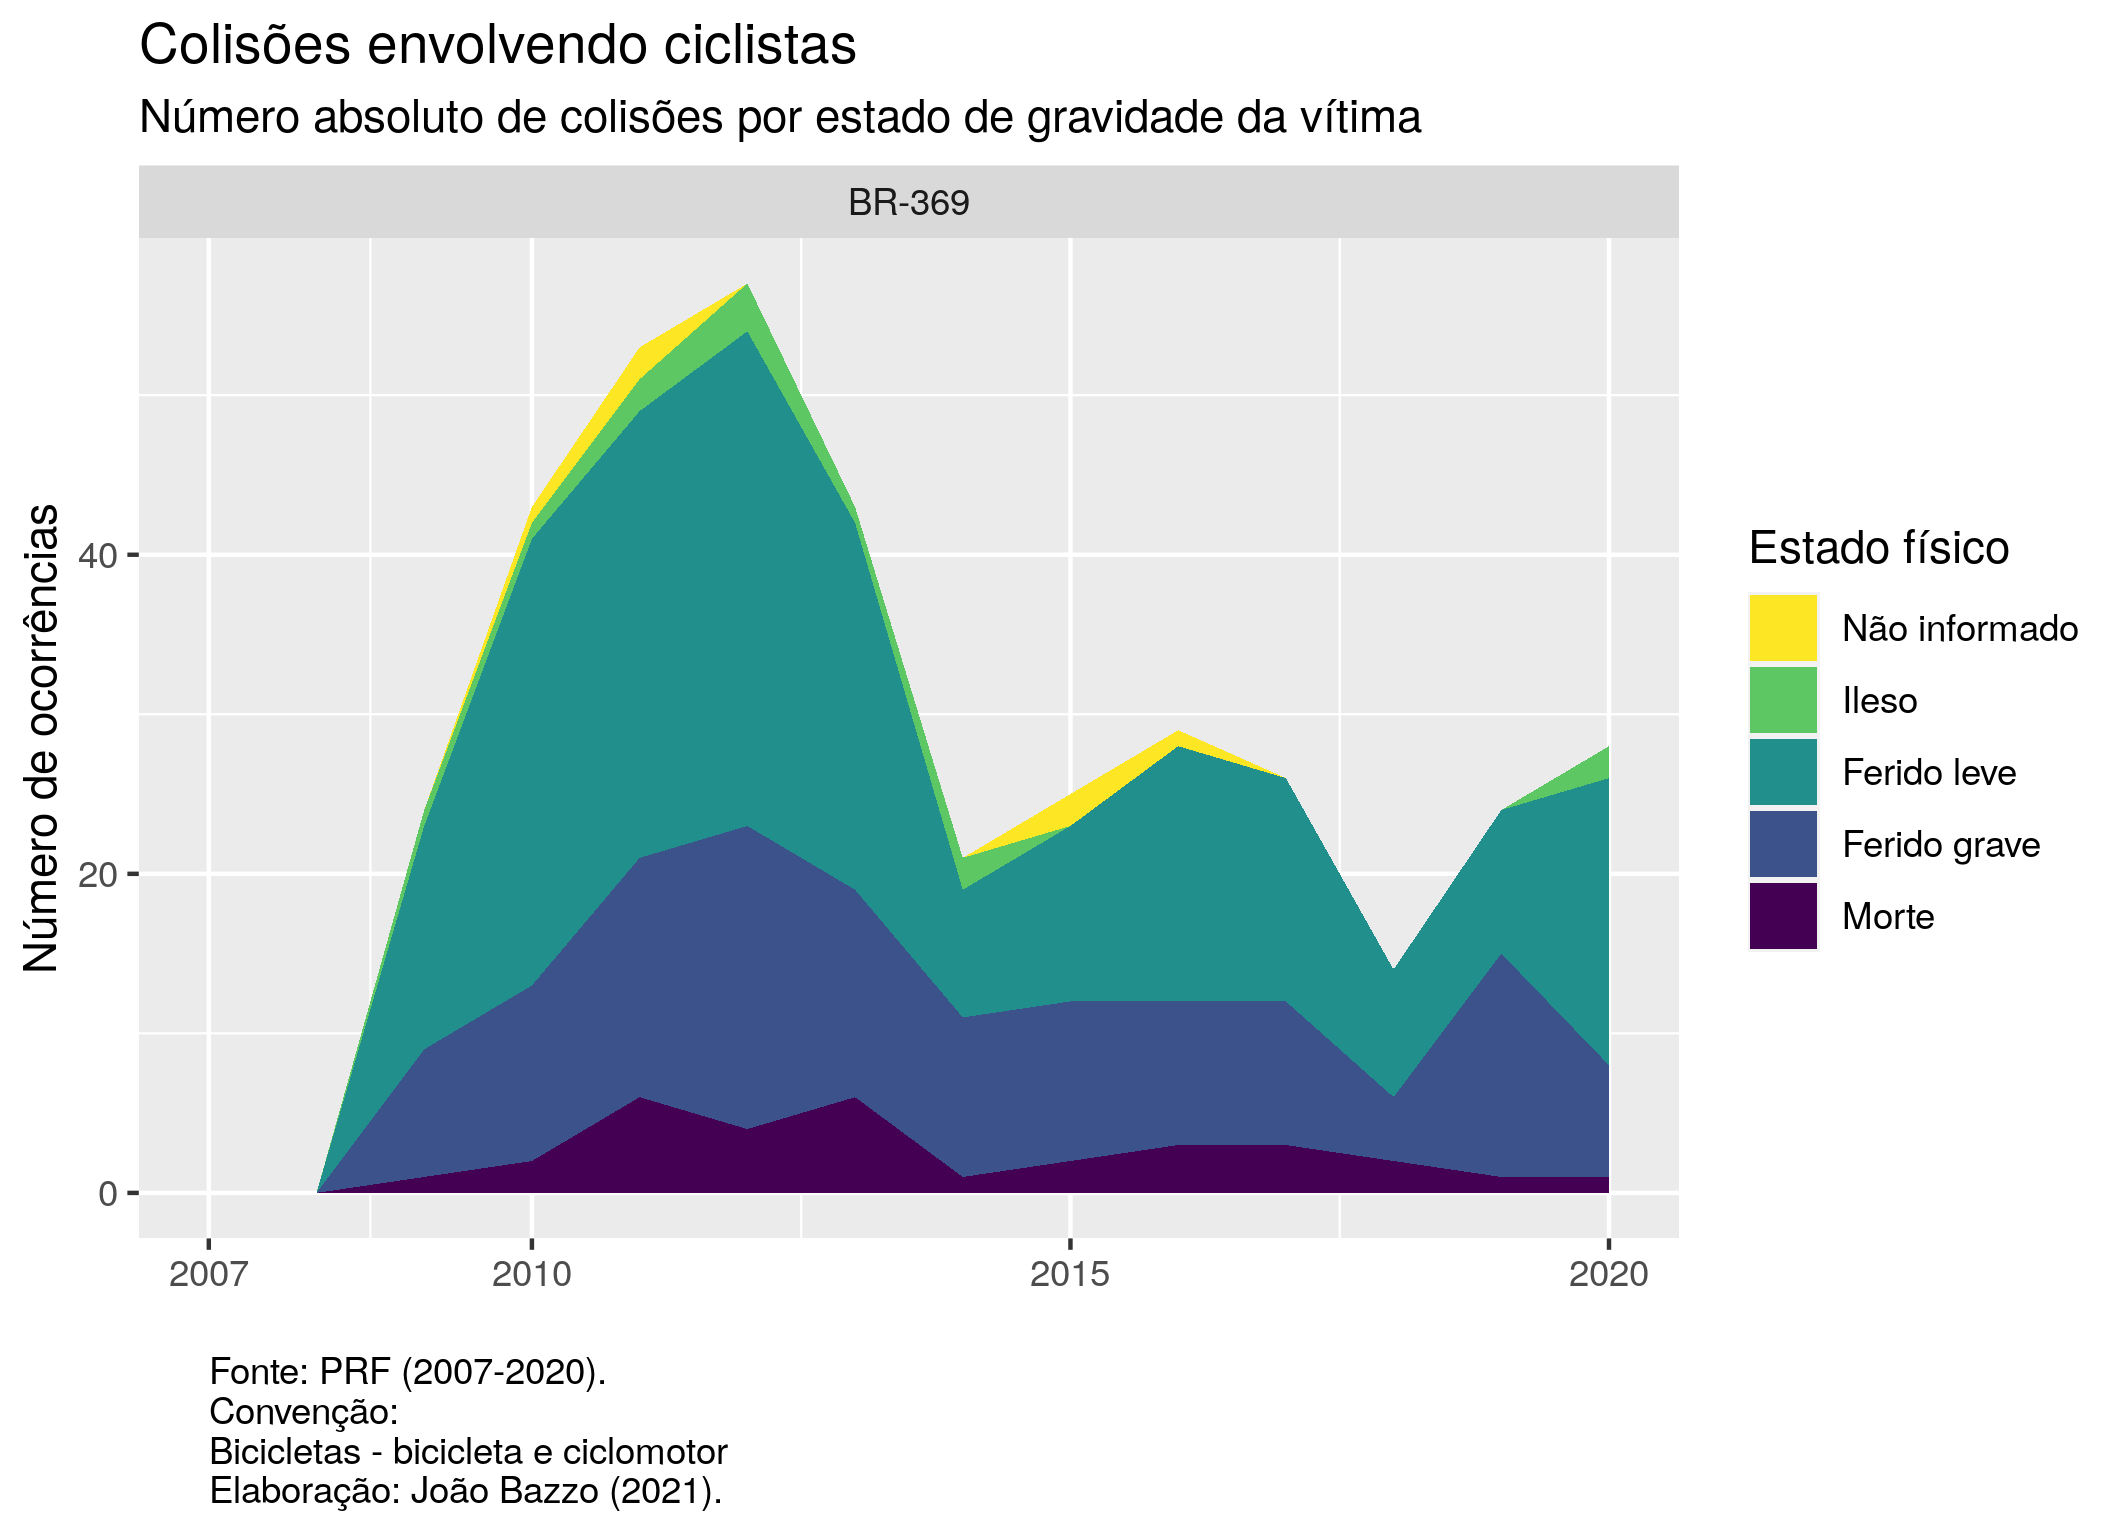 Colisões envolvendo ciclistas
Número absoluto de colisões por estado de gravidade da vítima
BR-369
Número de ocorrências
40
20
0
2007 2010 2015 2020
Estado físico
Não informado
Ileso
Ferido leve
Ferido grave
Morte
Fonte: PRF (2007-2020).
Convenção:
Bicicletas - bicicleta e ciclomotor
Elaboração: João Bazzo (2021).